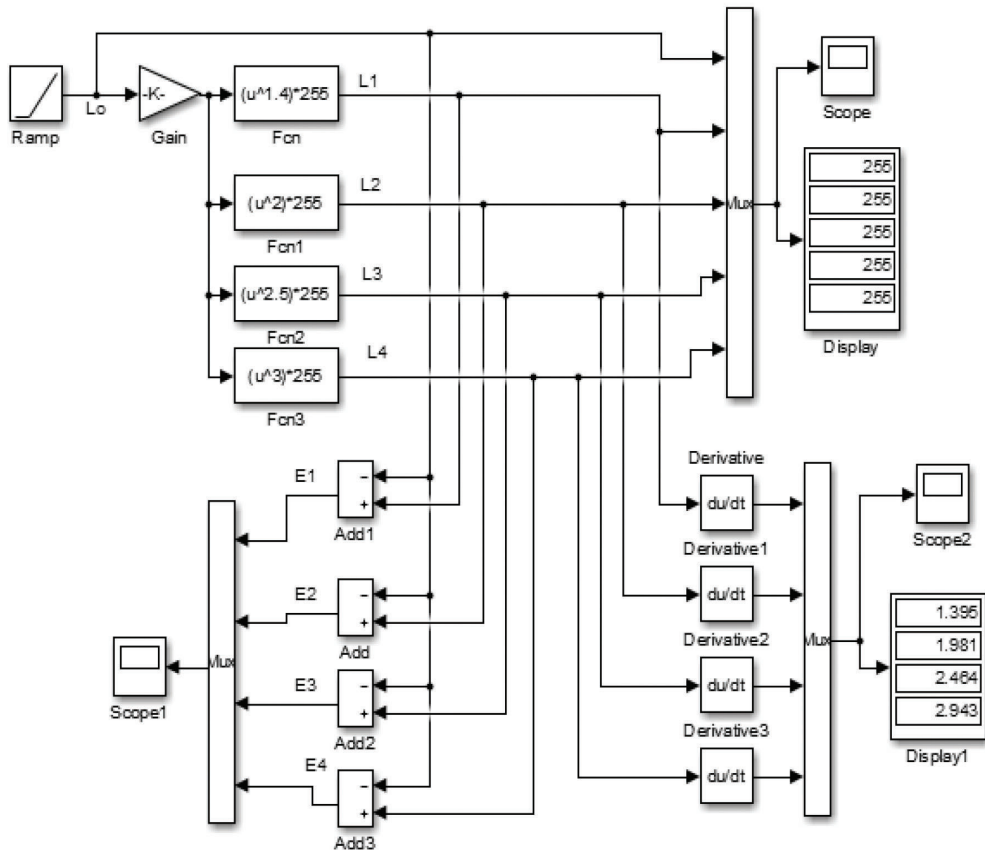 Lo
Ramp
-K-
Gain
(u^1.4)*255
Fcn
L1
(u^2)*255
Fcn1
L2
(u^2.5)*255
Fcn2
L3
(u^3)*255
Fcn3
L4
Mux
Scope
255
255
255
255
255
Display
E1
−
+
Add1
E2
−
+
Add
E3
−
+
Add2
E4
−
+
Add3
Mux
Scope1
Derivative
du/dt
Derivative1
du/dt
Derivative2
du/dt
Derivative3
du/dt
Mux
Scope2
1.395
1.981
2.464
2.943
Display1